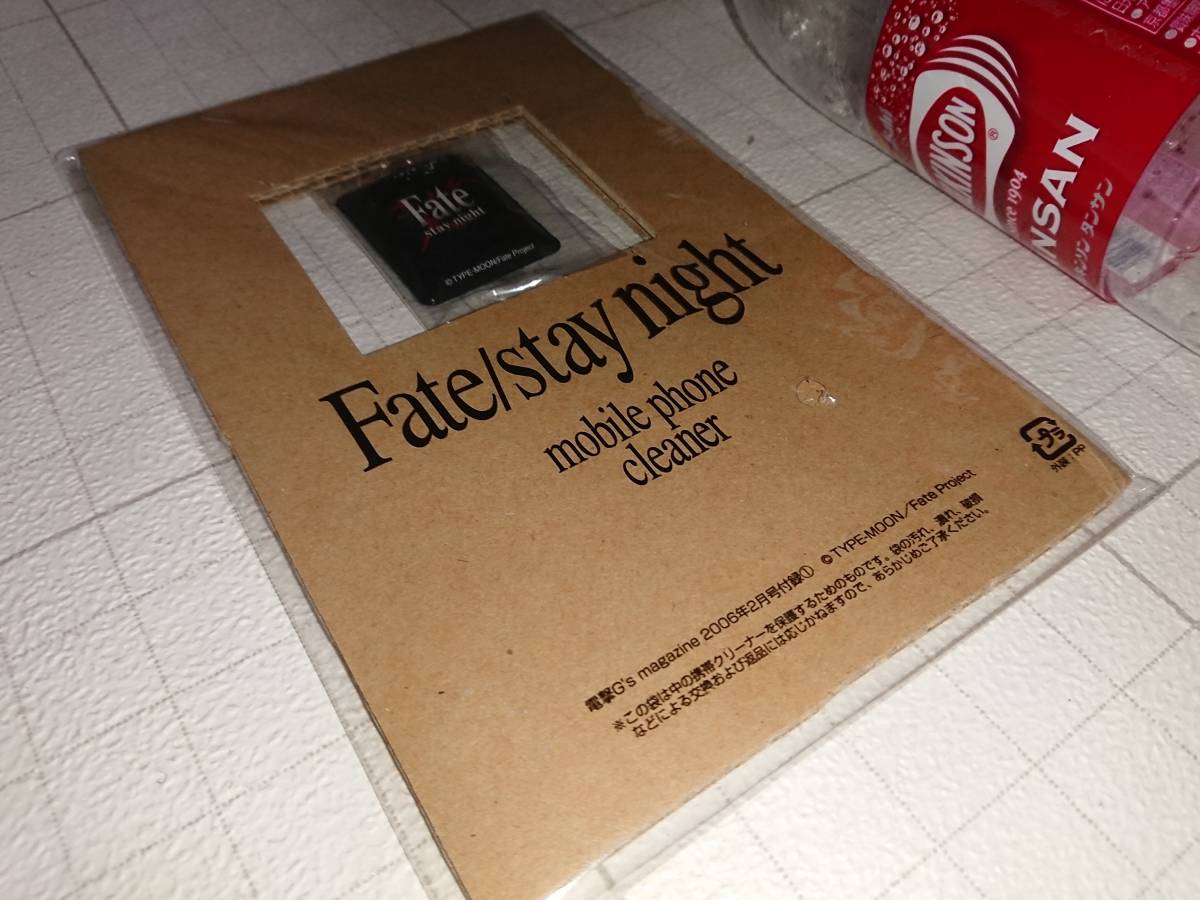 Fate
stay night
©TYPE-MOON/Fate Project
Fate/stay night
mobile phone
cleaner
プラ
外装:PP
電撃G's magazine 2006年2月号付録① ©TYPE-MOON/Fate Project
※この袋は中の携帯クリーナーを保護するためのものです。袋の汚れ、潰れ、破損
などによる交換および返品には応じかねますので、あらかじめご了承ください。
KINSON
®
1904
NSAN
タンサン